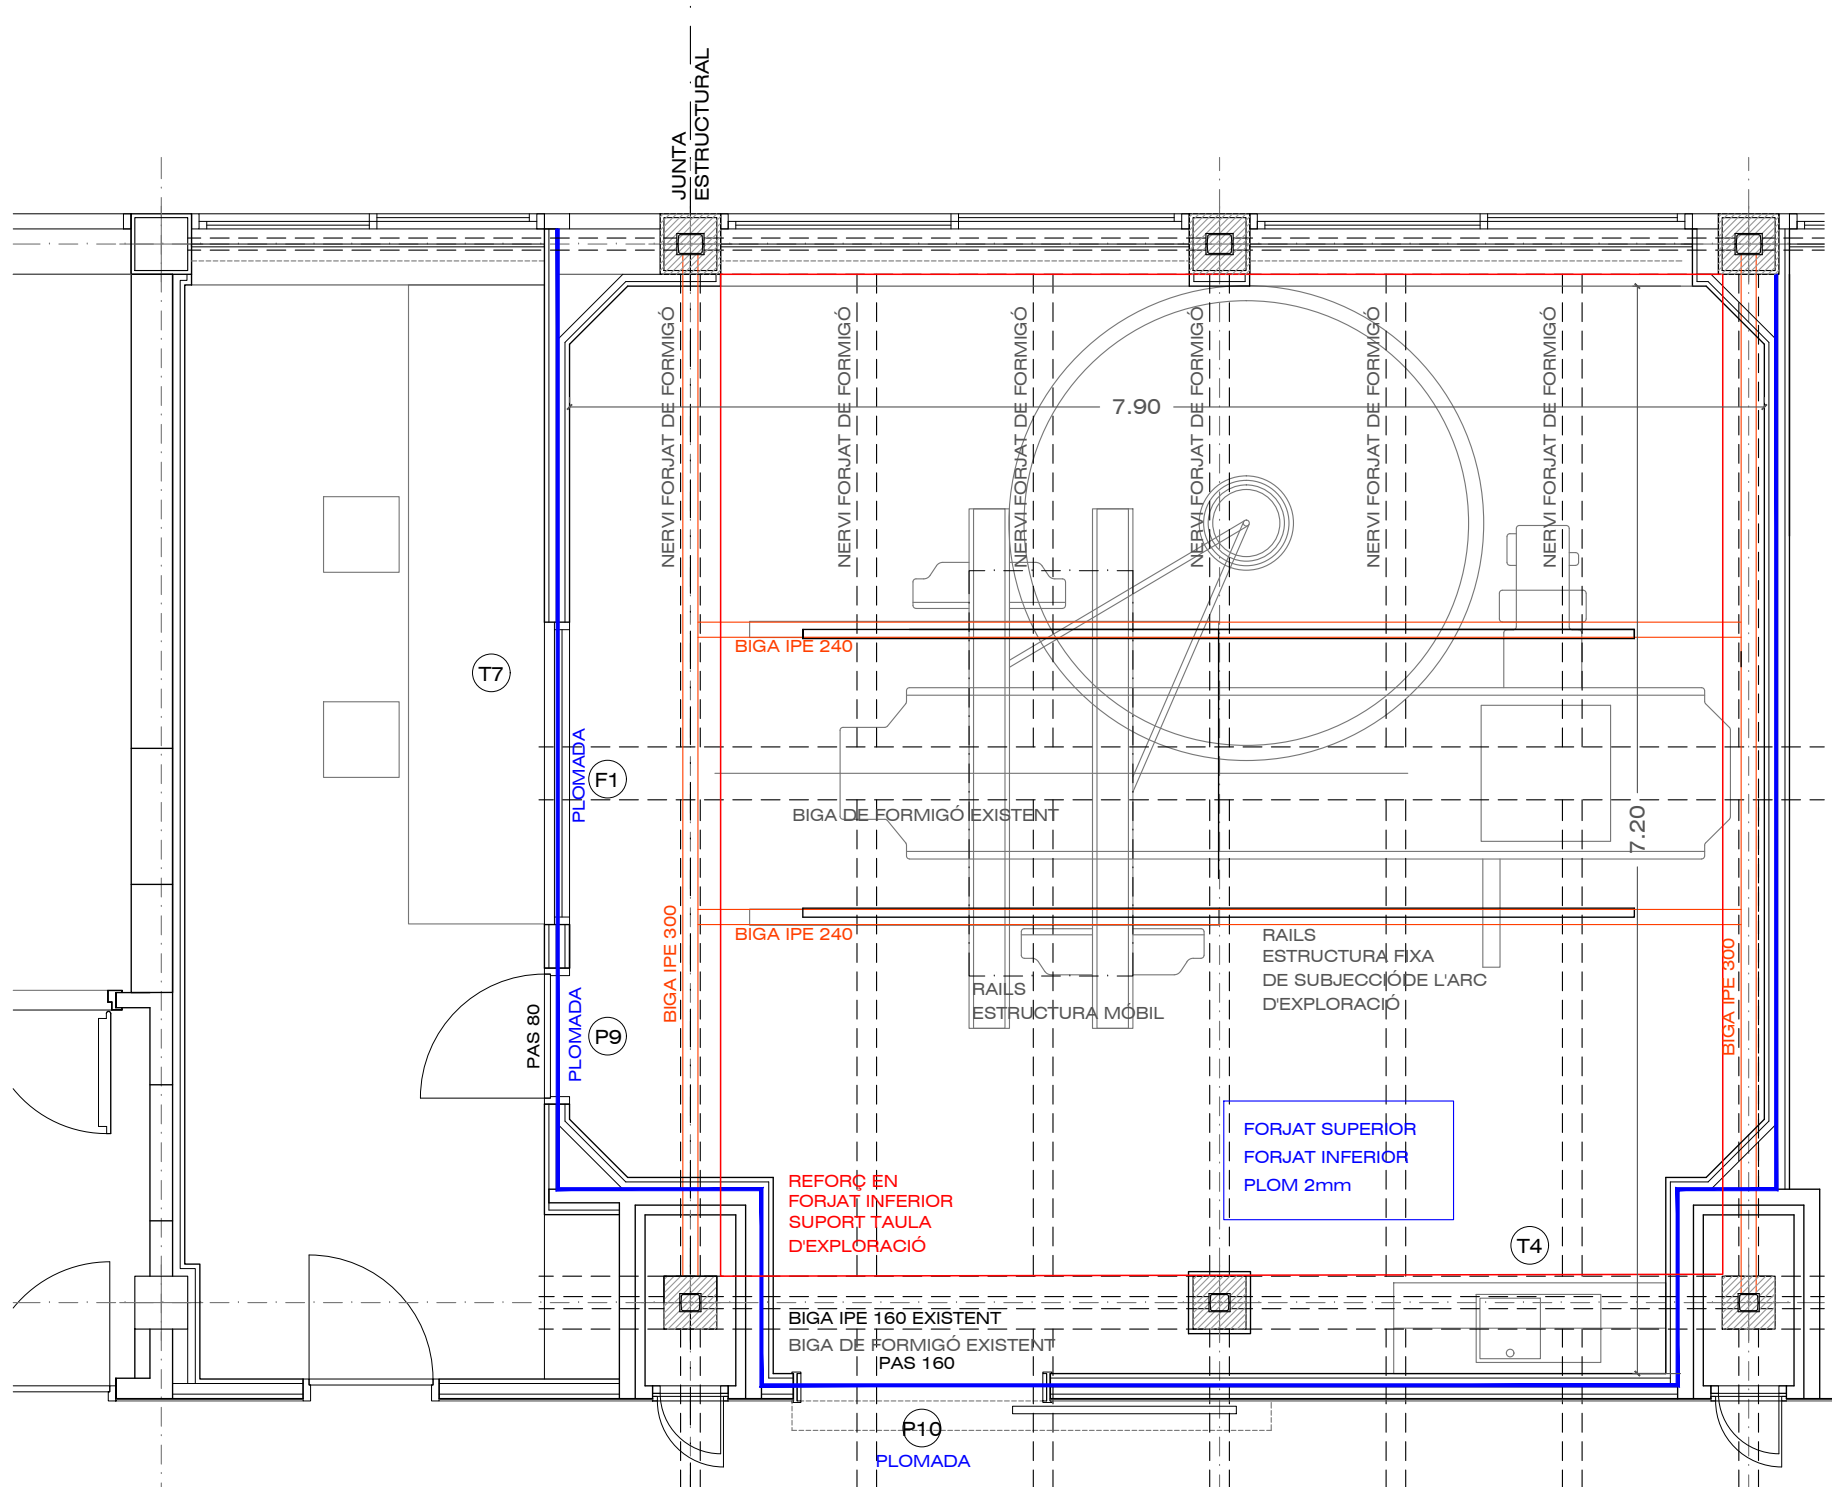 JUNTA
ESTRUCTURAL
NERVI FORJAT DE FORMIGÓ
NERVI FORJAT DE FORMIGÓ
NERVI FORJAT DE FORMIGÓ
NERVI FORJAT DE FORMIGÓ
NERVI FORJAT DE FORMIGÓ
NERVI FORJAT DE FORMIGÓ
7.90
BIGA IPE 240
T7
PLOMADA
F1
BIGA DE FORMIGÓ EXISTENT
7.20
BIGA IPE 300
BIGA IPE 240
RAILS
ESTRUCTURA FIXA
DE SUBJECCIÓDE L'ARC
D'EXPLORACIÓ
RAILS
ESTRUCTURA MÒBIL
BIGA IPE 300
PAS 80
PLOMADA
P9
FORJAT SUPERIOR
FORJAT INFERIOR
PLOM 2mm
REFORÇ EN
FORJAT INFERIOR
SUPORT TAULA
D'EXPLORACIÓ
T4
BIGA IPE 160 EXISTENT
BIGA DE FORMIGÓ EXISTENT
PAS 160
P10
PLOMADA